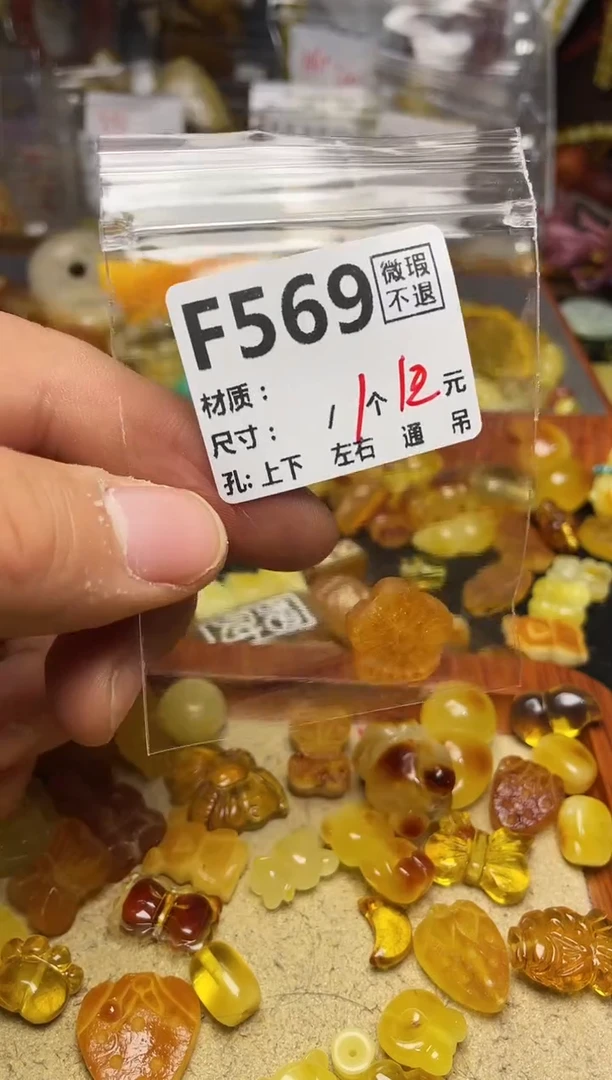 F569
微瑕
不退
材质：
尺寸： / 1个 12元
孔: 上下 左右 通 吊